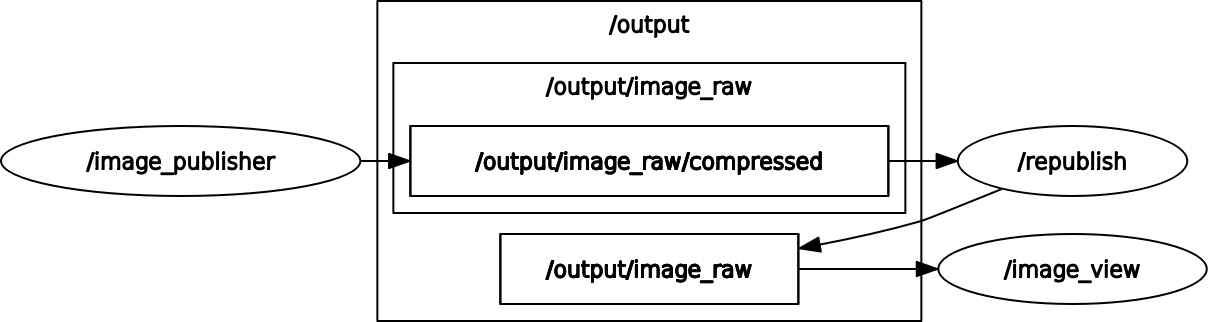 /output
/output/image_raw
/image_publisher
/output/image_raw/compressed
/republish
/output/image_raw
/image_view